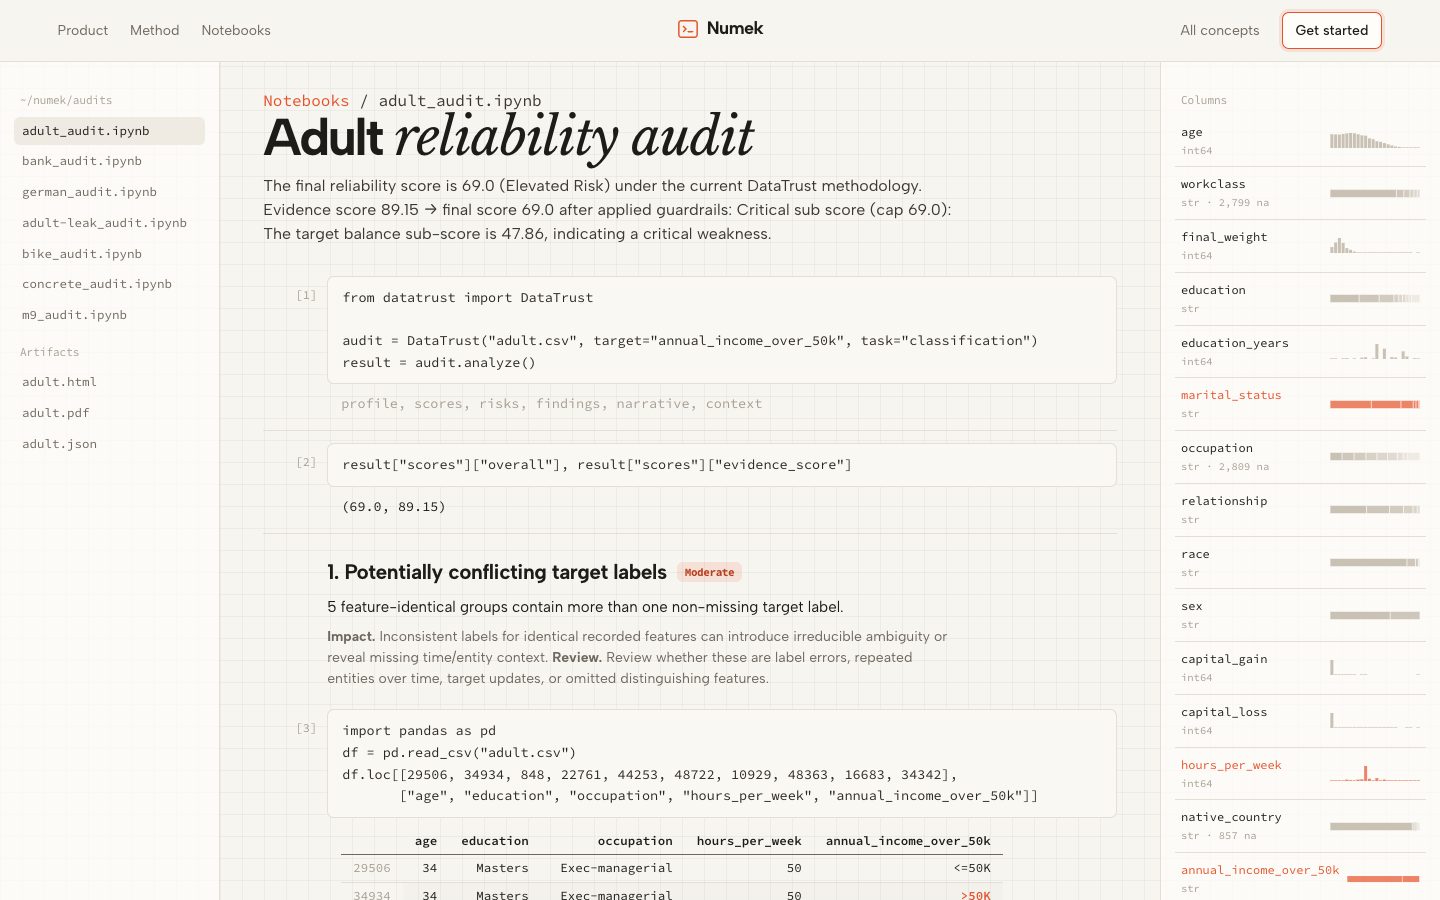 Product Method Notebooks
Numek
All concepts Get started
~/numek/audits
adult_audit.ipynb
bank_audit.ipynb
german_audit.ipynb
adult-leak_audit.ipynb
bike_audit.ipynb
concrete_audit.ipynb
m9_audit.ipynb
Artifacts
adult.html
adult.pdf
adult.json
Notebooks / adult_audit.ipynb
Adult reliability audit
The final reliability score is 69.0 (Elevated Risk) under the current DataTrust methodology.
Evidence score 89.15 → final score 69.0 after applied guardrails: Critical sub score (cap 69.0):
The target balance sub-score is 47.86, indicating a critical weakness.
[1]
from datatrust import DataTrust
audit = DataTrust("adult.csv", target="annual_income_over_50k", task="classification")
result = audit.analyze()
profile, scores, risks, findings, narrative, context
[2]
result["scores"]["overall"], result["scores"]["evidence_score"]
(69.0, 89.15)
1. Potentially conflicting target labels Moderate
5 feature-identical groups contain more than one non-missing target label.
Impact. Inconsistent labels for identical recorded features can introduce irreducible ambiguity or
reveal missing time/entity context. Review. Review whether these are label errors, repeated
entities over time, target updates, or omitted distinguishing features.
[3]
import pandas as pd
df = pd.read_csv("adult.csv")
df.loc[[29506, 34934, 848, 22761, 44253, 48722, 10929, 48363, 16683, 34342],
["age", "education", "occupation", "hours_per_week", "annual_income_over_50k"]]
age education occupation hours_per_week annual_income_over_50k
29506 34 Masters Exec-managerial 50 <=50K
34934 34 Masters Exec-managerial 50 >50K
Columns
age
int64
workclass
str · 2,799 na
final_weight
int64
education
str
education_years
int64
marital_status
str
occupation
str · 2,809 na
relationship
str
race
str
sex
str
capital_gain
int64
capital_loss
int64
hours_per_week
int64
native_country
str · 857 na
annual_income_over_50k
str